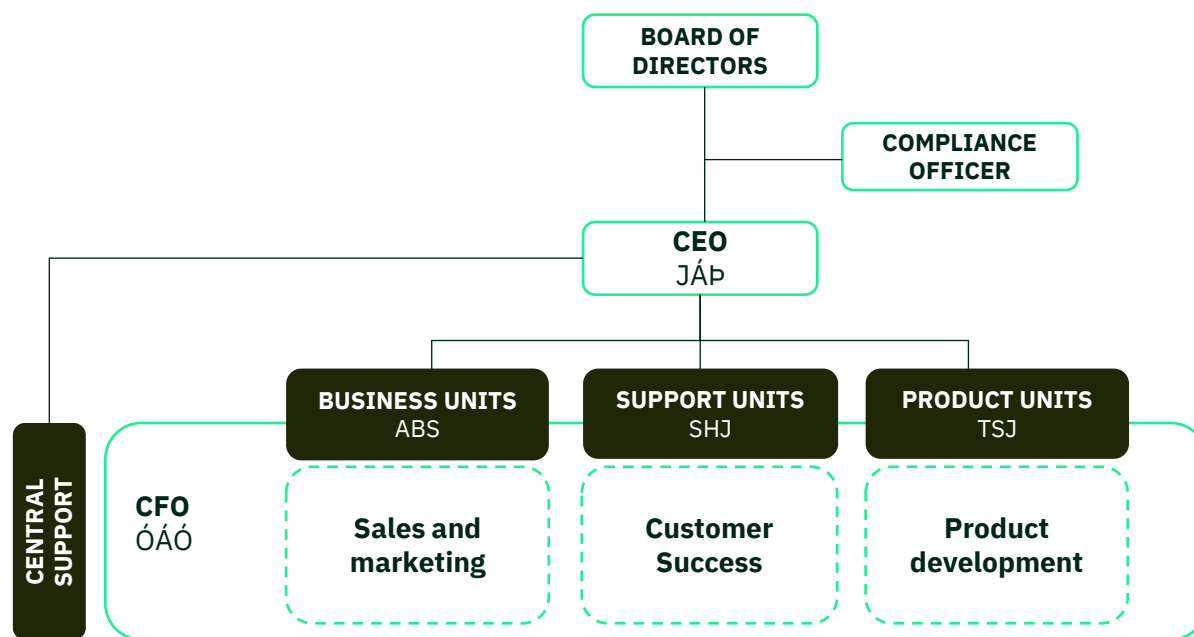 BOARD OF
DIRECTORS
COMPLIANCE
OFFICER
CEO
JÁÞ
BUSINESS UNITS
ABS
SUPPORT UNITS
SHJ
PRODUCT UNITS
TSJ
CENTRAL
SUPPORT
CFO
ÓÁÓ
Sales and
marketing
Customer
Success
Product
development